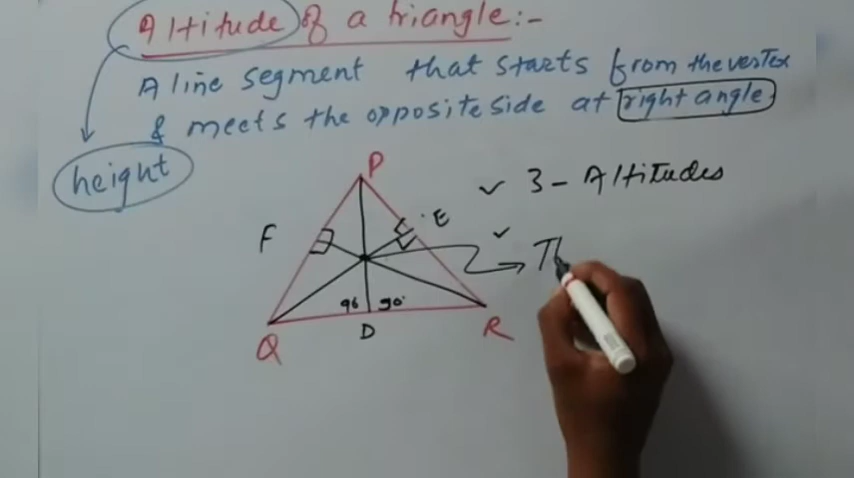 Altitude of a triangle:-
A line segment that starts from the vertex
& meets the opposite side at right angle
height
P
✓ 3 - Altitudes
F
E
✓
→ Th
90 90°
Q
D
R